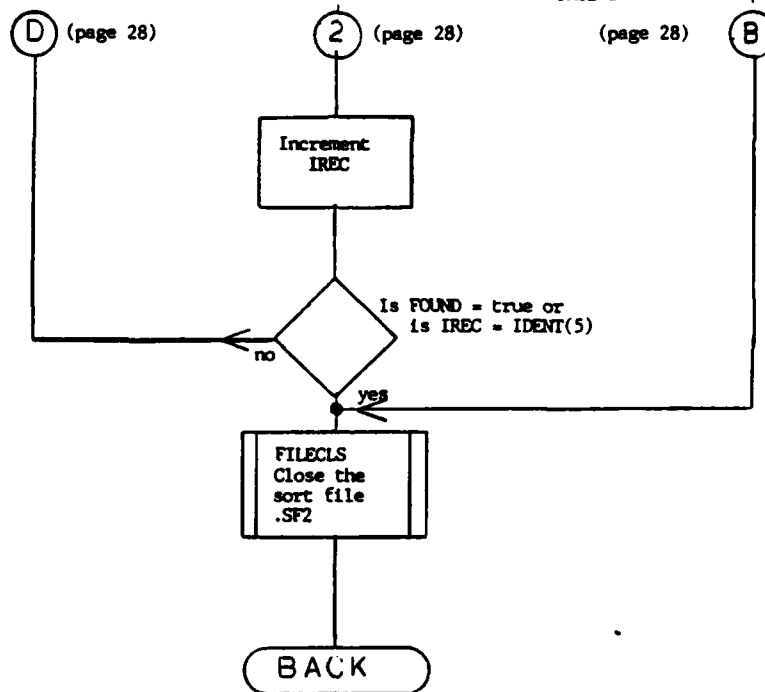 D (page 28) 2 (page 28) (page 28) B
Increment
IREC
Is FOUND = true or
is IREC = IDENT(5)
no
yes
FILECLS
Close the
sort file
.SF2
BACK